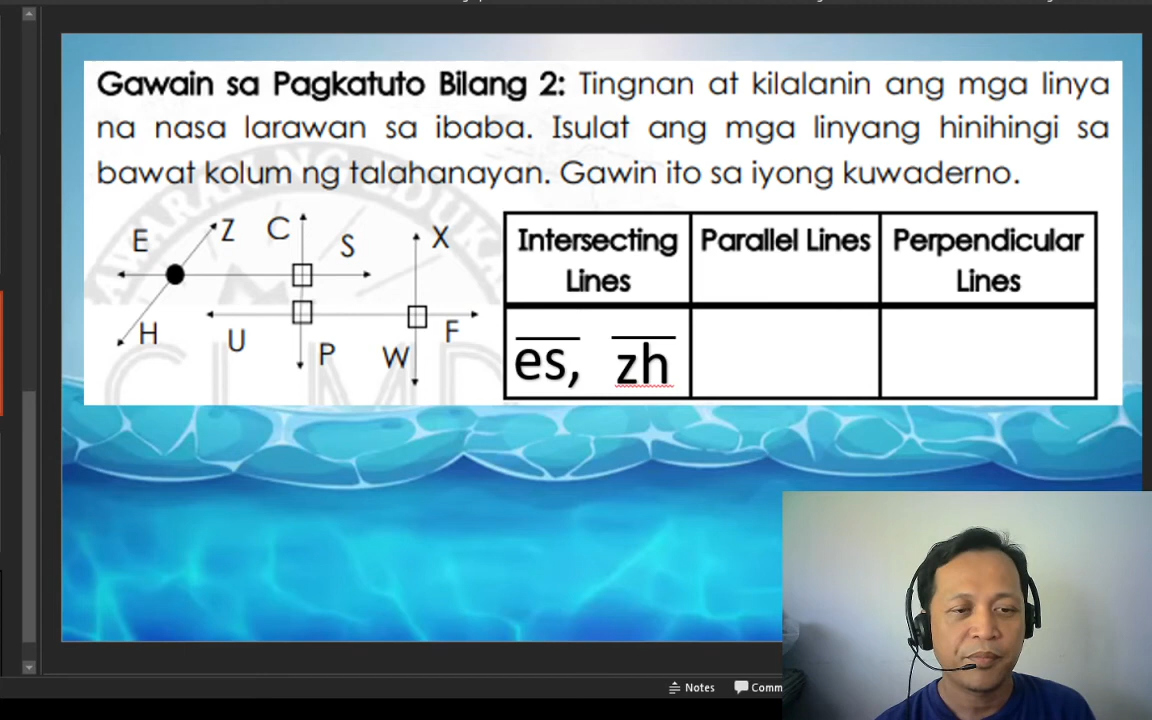 Gawain sa Pagkatuto Bilang 2: Tingnan at kilalanin ang mga linya
na nasa larawan sa ibaba. Isulat ang mga linyang hinihingi sa
bawat kolum ng talahanayan. Gawin ito sa iyong kuwaderno.
E Z C S X
H U P W F
Intersecting Lines
Parallel Lines
Perpendicular Lines
es, zh
CLMD
Notes
Comm